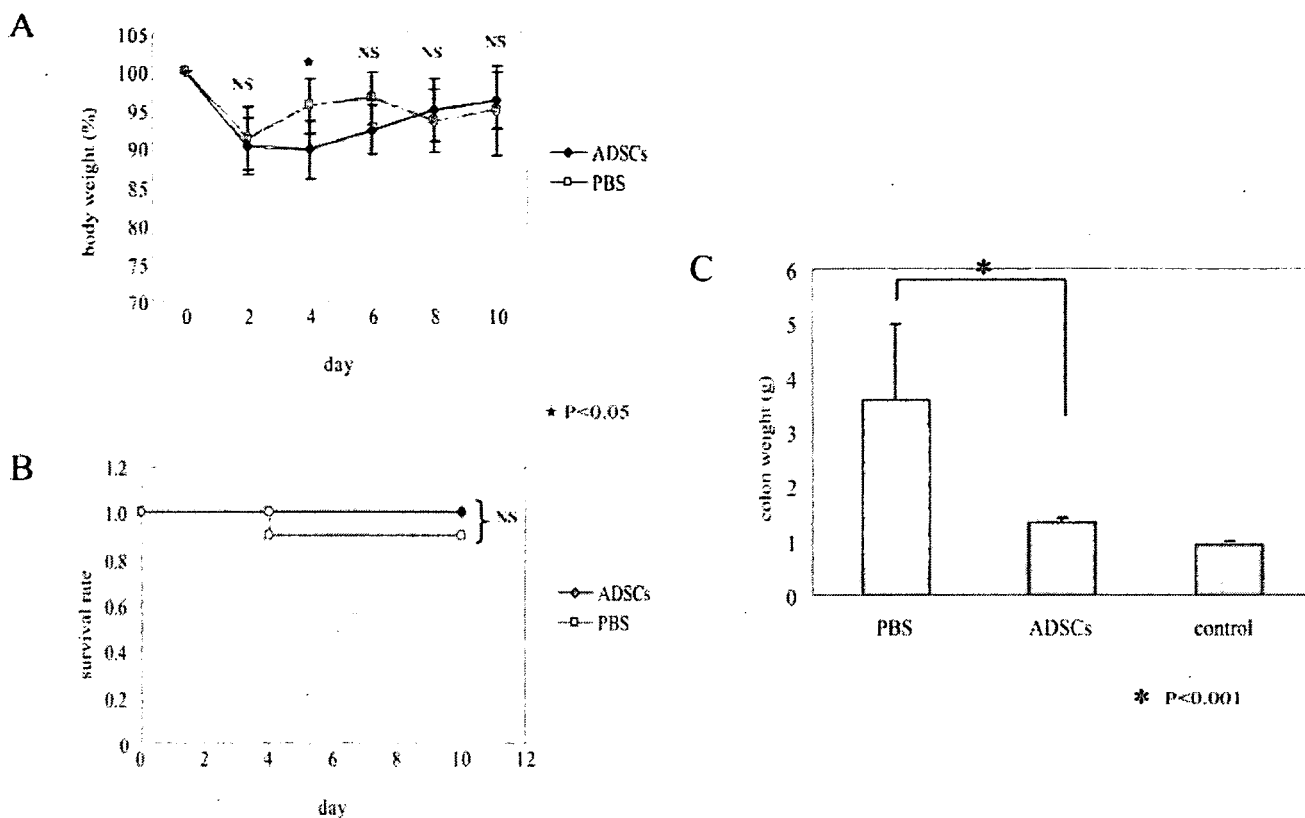 A
105
100
95
90
85
80
75
70
body weight (%)
NS
★
NS
NS
NS
0 2 4 6 8 10
day
ADSCs
PBS
★ P<0.05
B
1.2
1.0
0.8
0.6
0.4
0.2
0
survival rate
NS
0 2 4 6 8 10 12
day
ADSCs
PBS
C
6
5
4
3
2
1
0
colon weight (g)
*
PBS ADSCs control
* P<0.001